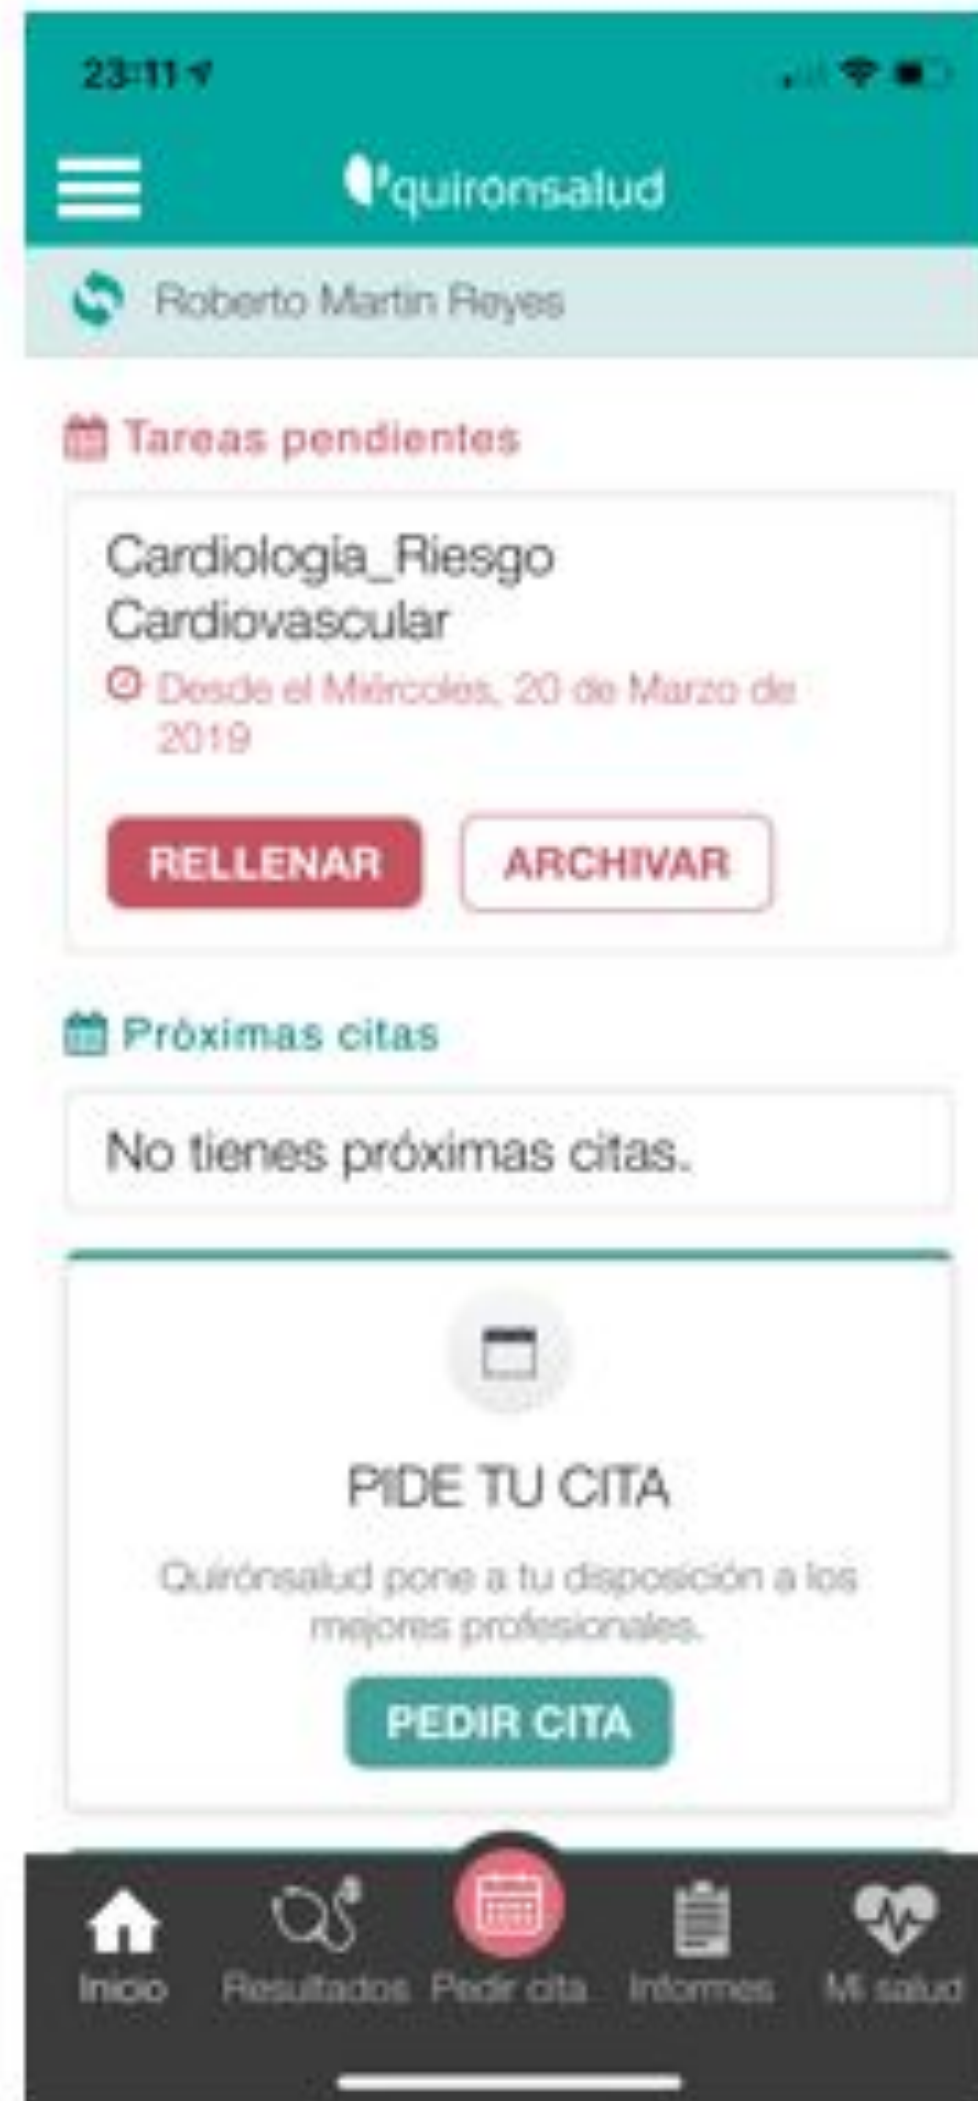 23:11
quironsalud
Roberto Martin Reyes
Tareas pendientes
Cardiología_Riesgo
Cardiovascular
Desde el Miércoles, 20 de Marzo de
2019
RELLENAR
ARCHIVAR
Próximas citas
No tienes próximas citas.
PIDE TU CITA
Quirónsalud pone a tu disposición a los
mejores profesionales.
PEDIR CITA
Inicio
Resultados
Pedir cita
Informes
Mi salud